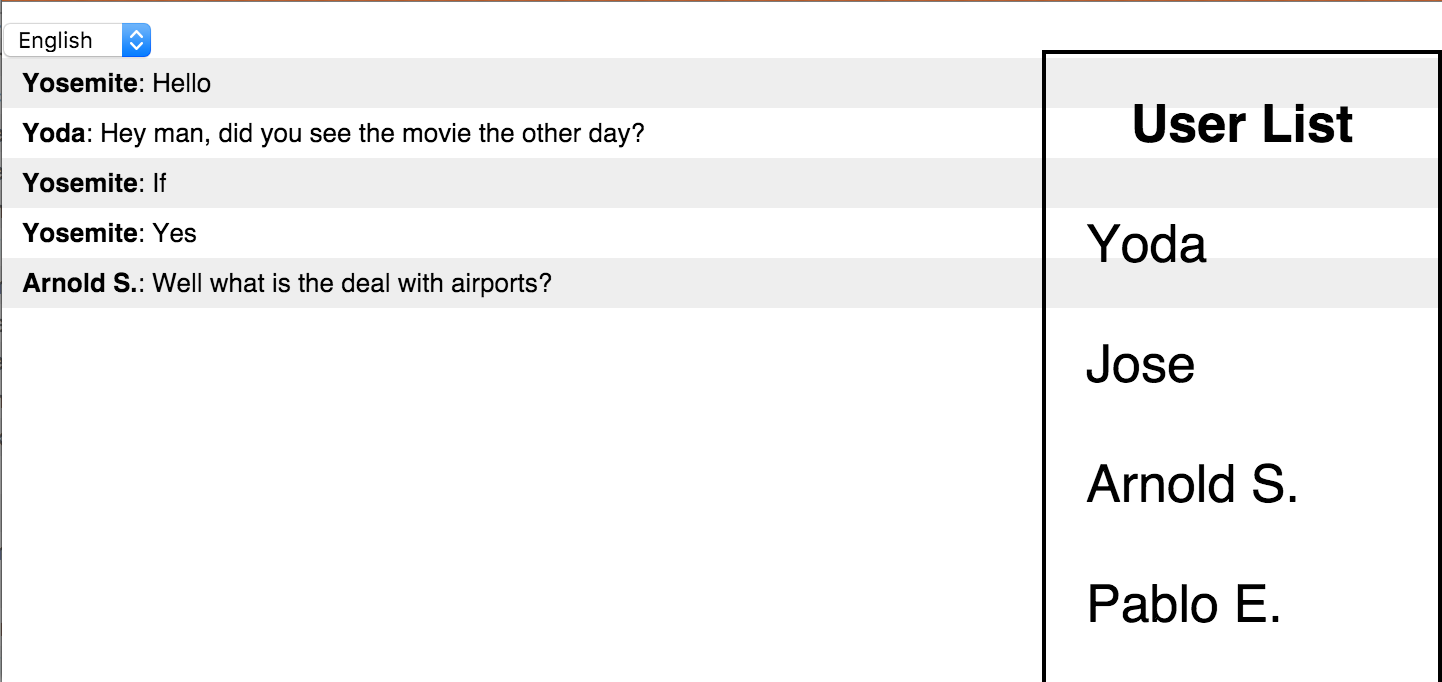 English
Yosemite: Hello
Yoda: Hey man, did you see the movie the other day?
Yosemite: If
Yosemite: Yes
Arnold S.: Well what is the deal with airports?
User List
Yoda
Jose
Arnold S.
Pablo E.